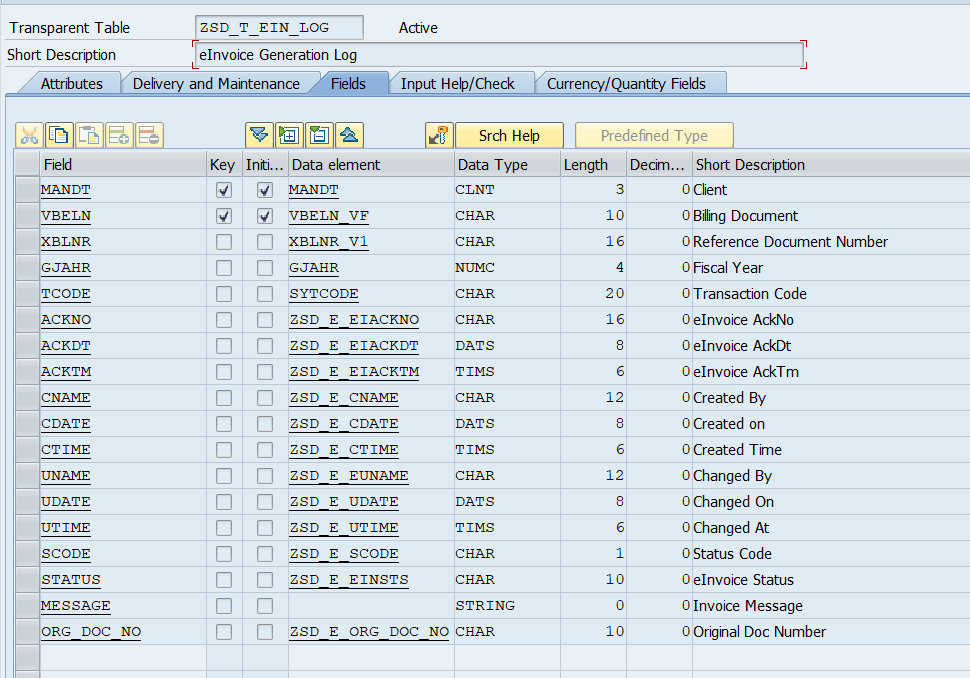 Transparent Table ZSD_T_EIN_LOG Active
Short Description eInvoice Generation Log
Attributes Delivery and Maintenance Fields Input Help/Check Currency/Quantity Fields
Srch Help Predefined Type
Field Key Initi... Data element Data Type Length Decim... Short Description
MANDT MANDT CLNT 3 0 Client
VBELN VBELN_VF CHAR 10 0 Billing Document
XBLNR XBLNR_V1 CHAR 16 0 Reference Document Number
GJAHR GJAHR NUMC 4 0 Fiscal Year
TCODE SYTCODE CHAR 20 0 Transaction Code
ACKNO ZSD_E_EIACKNO CHAR 16 0 eInvoice AckNo
ACKDT ZSD_E_EIACKDT DATS 8 0 eInvoice AckDt
ACKTM ZSD_E_EIACKTM TIMS 6 0 eInvoice AckTm
CNAME ZSD_E_CNAME CHAR 12 0 Created By
CDATE ZSD_E_CDATE DATS 8 0 Created on
CTIME ZSD_E_CTIME TIMS 6 0 Created Time
UNAME ZSD_E_EUNAME CHAR 12 0 Changed By
UDATE ZSD_E_UDATE DATS 8 0 Changed On
UTIME ZSD_E_UTIME TIMS 6 0 Changed At
SCODE ZSD_E_SCODE CHAR 1 0 Status Code
STATUS ZSD_E_EINSTS CHAR 10 0 eInvoice Status
MESSAGE STRING 0 0 Invoice Message
ORG_DOC_NO ZSD_E_ORG_DOC_NO CHAR 10 0 Original Doc Number